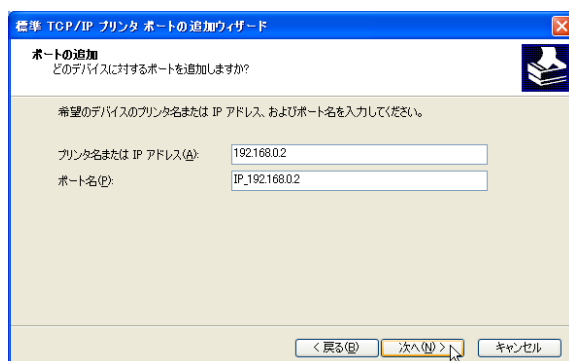 標準 TCP/IP プリンタ ポートの追加ウィザード
ポートの追加
どのデバイスに対するポートを追加しますか?
希望のデバイスのプリンタ名または IP アドレス、およびポート名を入力してください。
プリンタ名または IP アドレス(A): 192.168.0.2
ポート名(P): IP_192.168.0.2
< 戻る(B) 次へ(N) > キャンセル